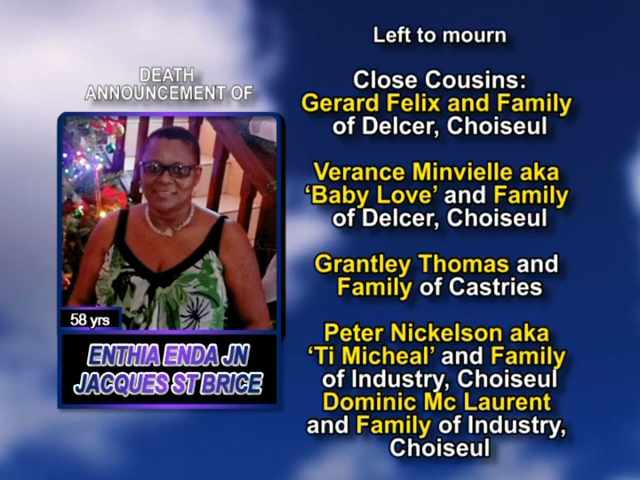 DEATH
ANNOUNCEMENT OF
58 yrs
ENTHIA ENDA JN
JACQUES ST BRICE
Left to mourn
Close Cousins:
Gerard Felix and Family
of Delcer, Choiseul
Verance Minvielle aka
‘Baby Love’ and Family
of Delcer, Choiseul
Grantley Thomas and
Family of Castries
Peter Nickelson aka
‘Ti Micheal’ and Family
of Industry, Choiseul
Dominic Mc Laurent
and Family of Industry,
Choiseul